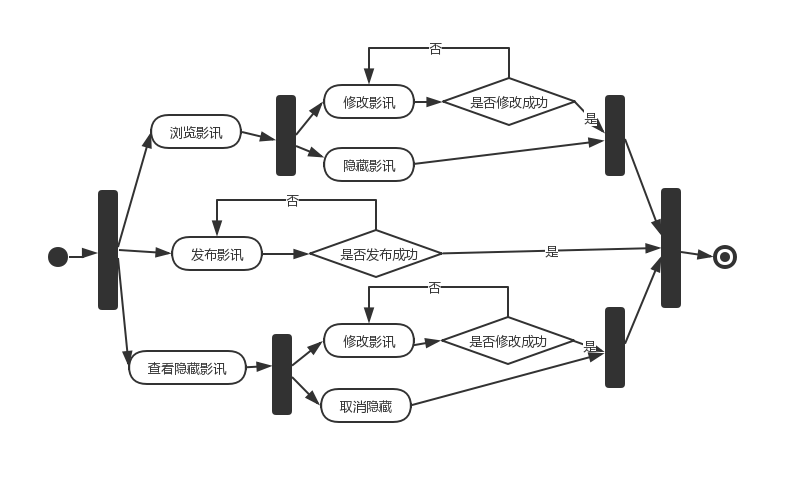 否
修改影讯
是否修改成功
是
浏览影讯
隐藏影讯
否
发布影讯
是否发布成功
是
否
修改影讯
是否修改成功
是
查看隐藏影讯
取消隐藏